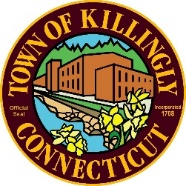 TOWN OF KILLINGLY
Official
Seal
Incorporated
1708
CONNECTICUT